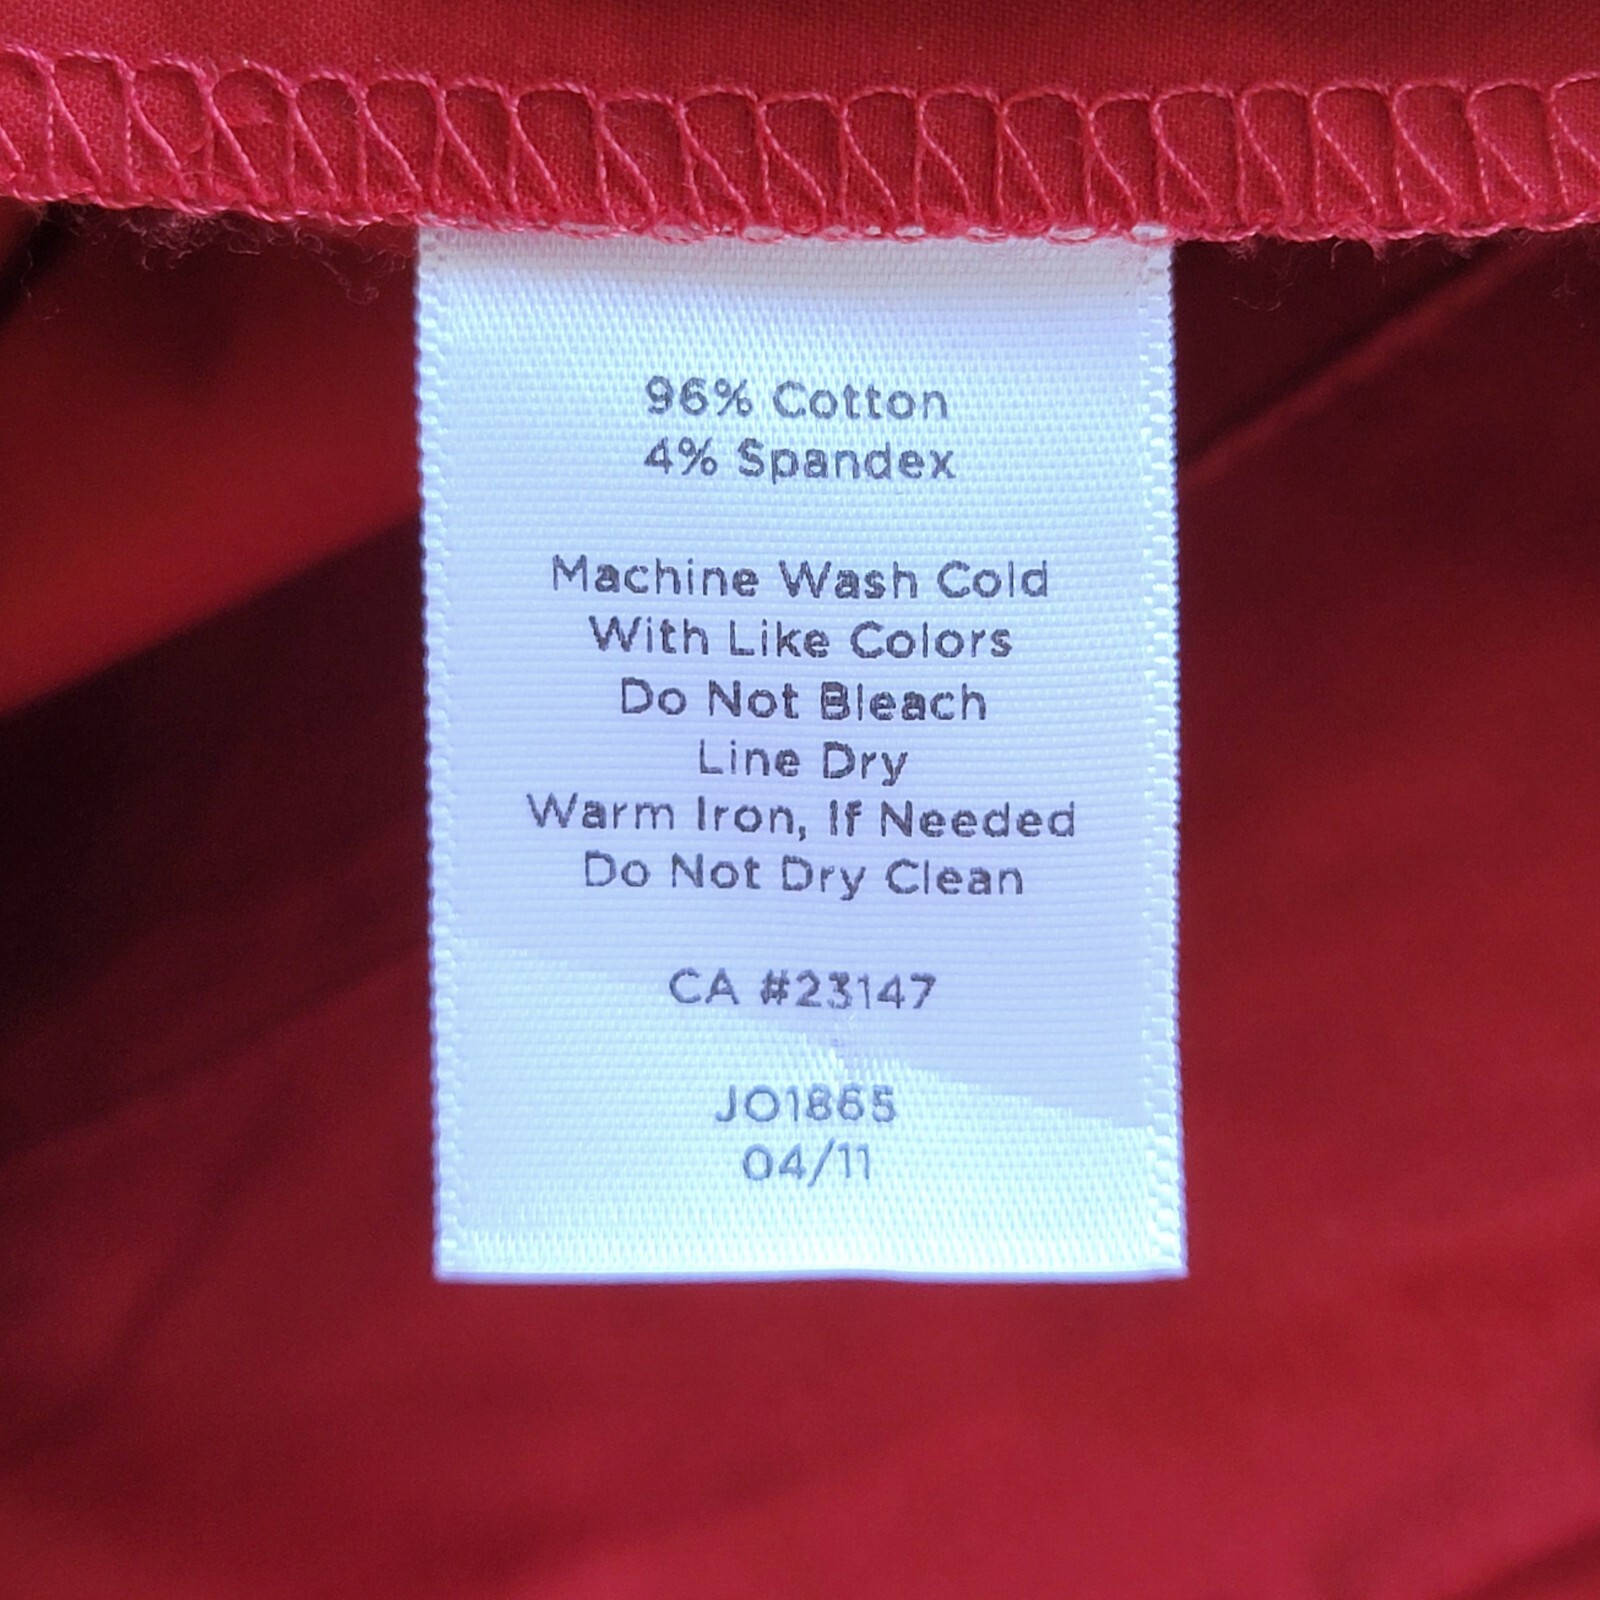 96% Cotton
4% Spandex
Machine Wash Cold
With Like Colors
Do Not Bleach
Line Dry
Warm Iron, If Needed
Do Not Dry Clean
CA #23147
JO1865
04/11